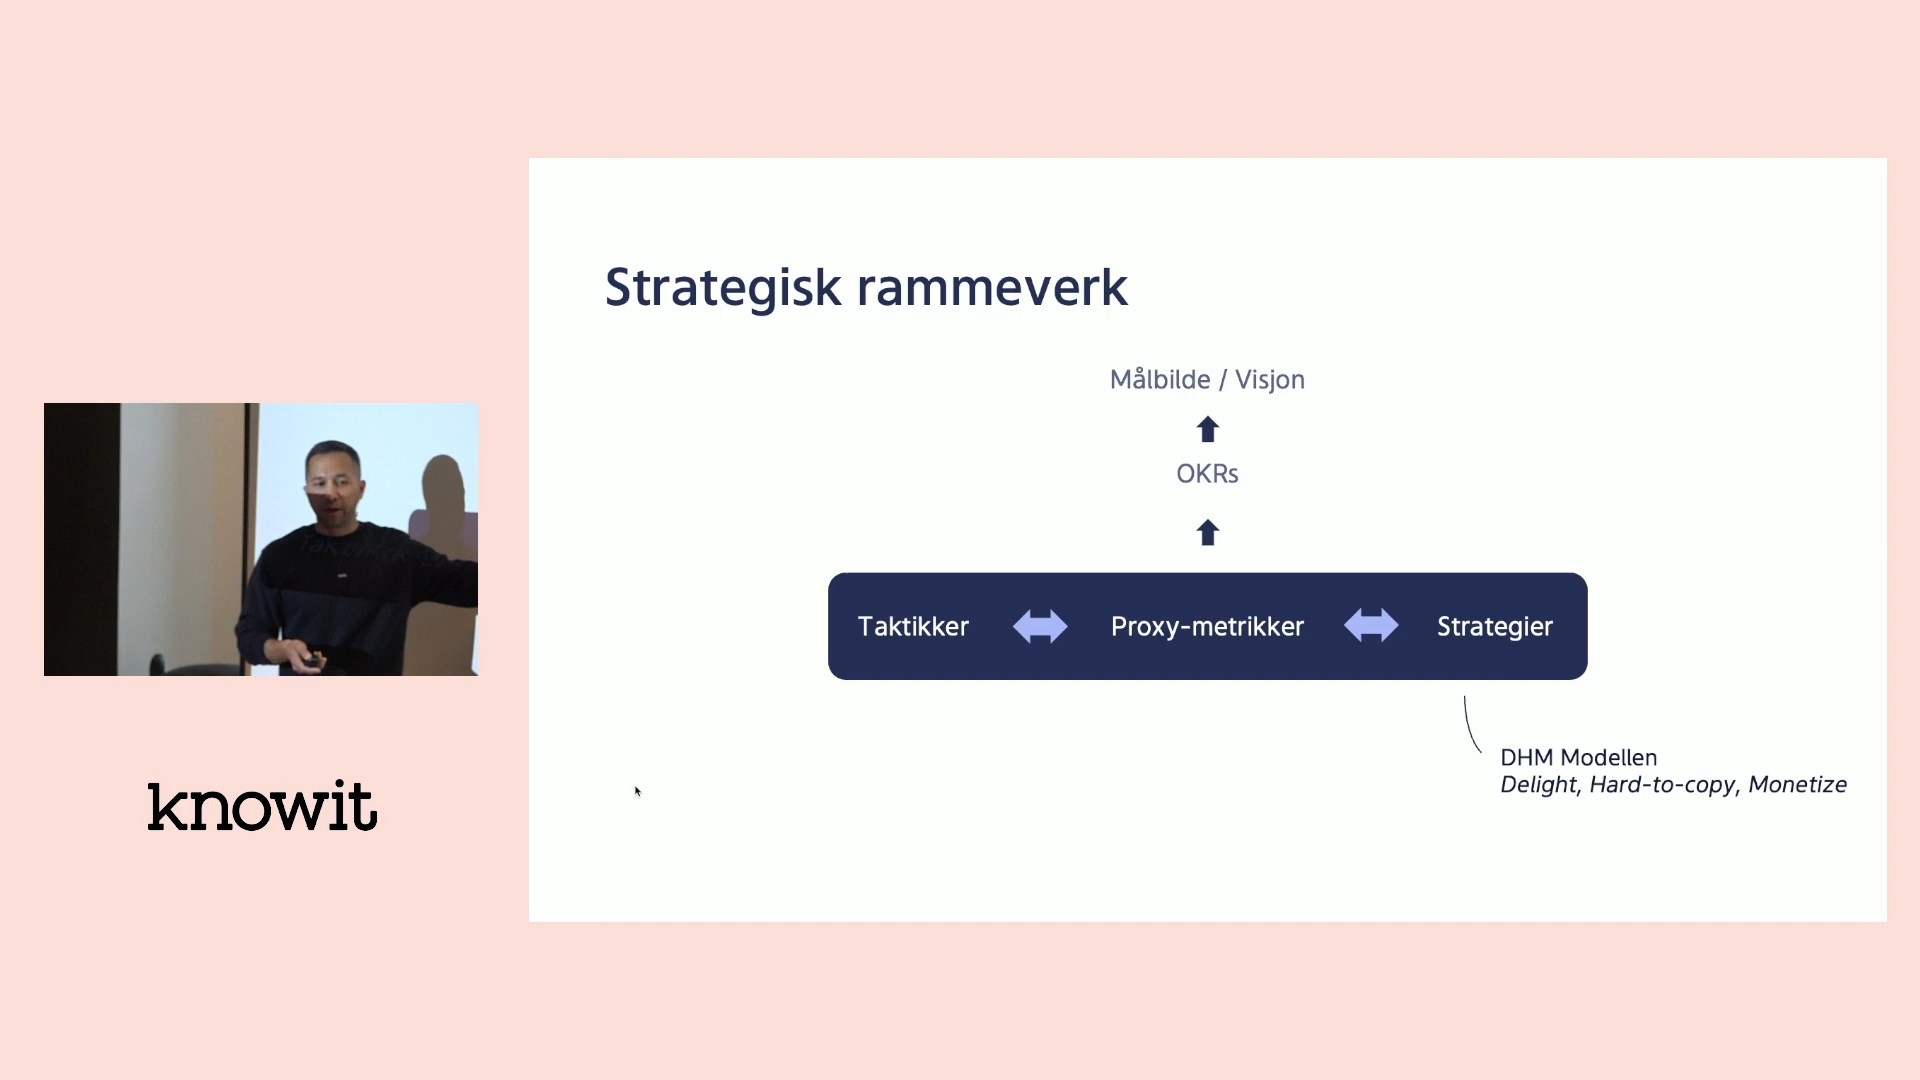 Strategisk rammeverk
Målbilde / Visjon
OKRs
Taktikker
Proxy-metrikker
Strategier
DHM Modellen
Delight, Hard-to-copy, Monetize
knowit